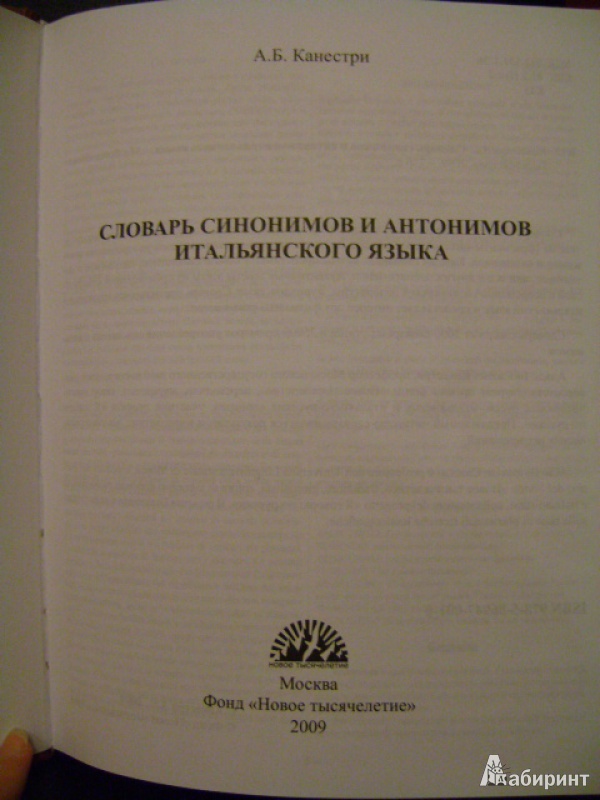 А.Б. Канестри
СЛОВАРЬ СИНОНИМОВ И АНТОНИМОВ
ИТАЛЬЯНСКОГО ЯЗЫКА
НОВОЕ ТЫСЯЧЕЛЕТИЕ
Москва
Фонд «Новое тысячелетие»
2009
Лабиринт